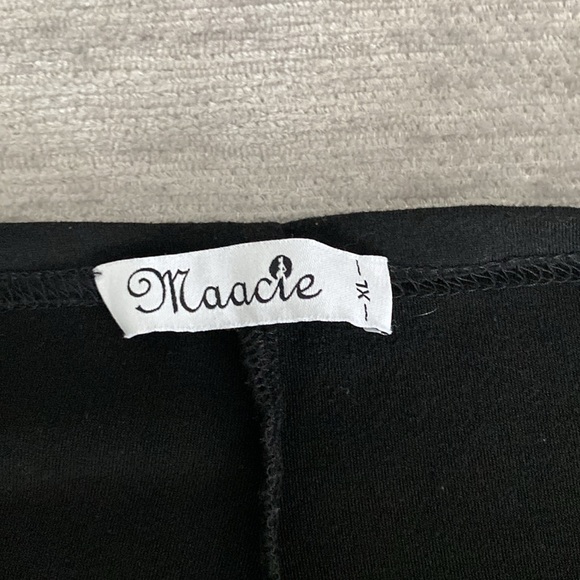 Maacie
- XL -